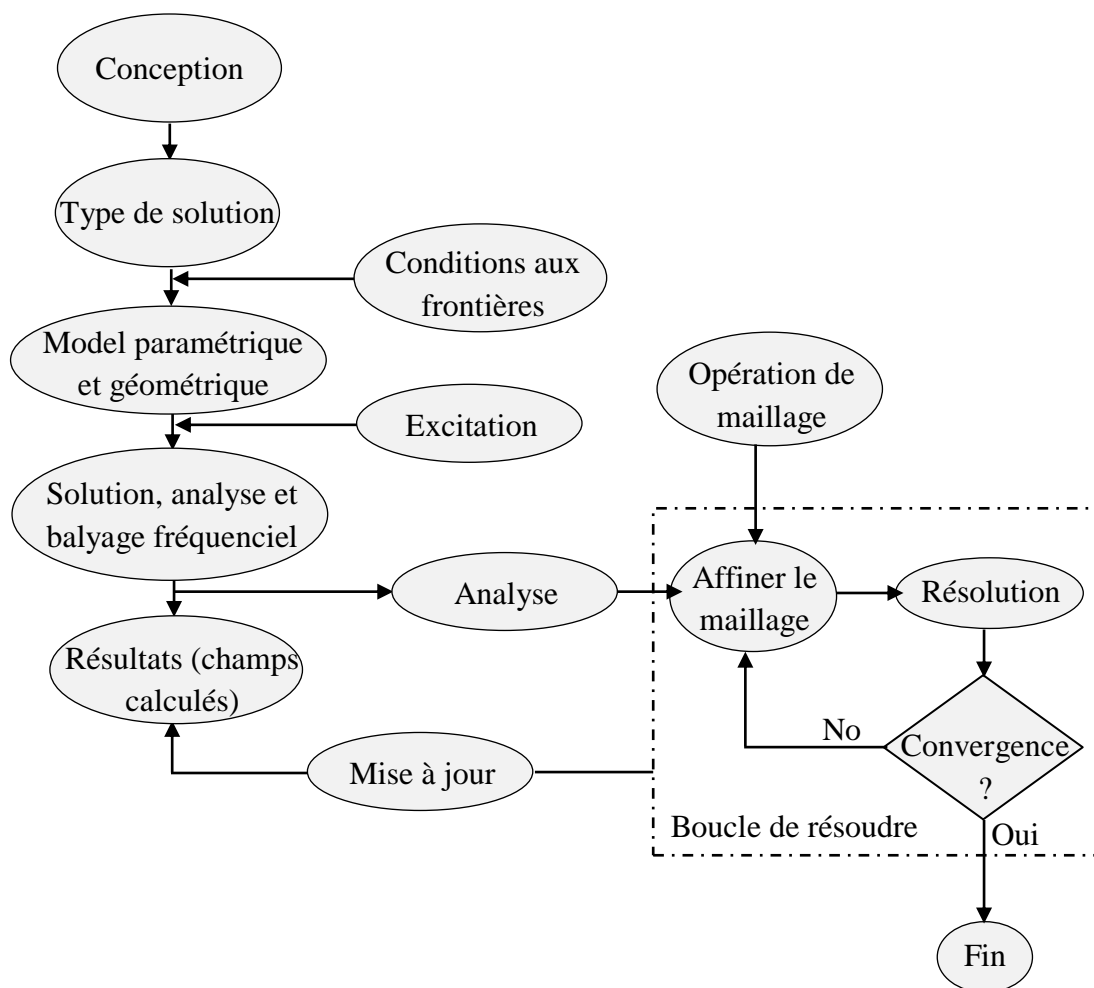 Conception
Type de solution
Conditions aux
frontières
Model paramétrique
et géométrique
Opération de
maillage
Excitation
Solution, analyse et
balyage fréquenciel
Analyse
Affiner le
maillage
Résolution
Résultats (champs
calculés)
No
Convergence
?
Mise à jour
Boucle de résoudre
Oui
Fin